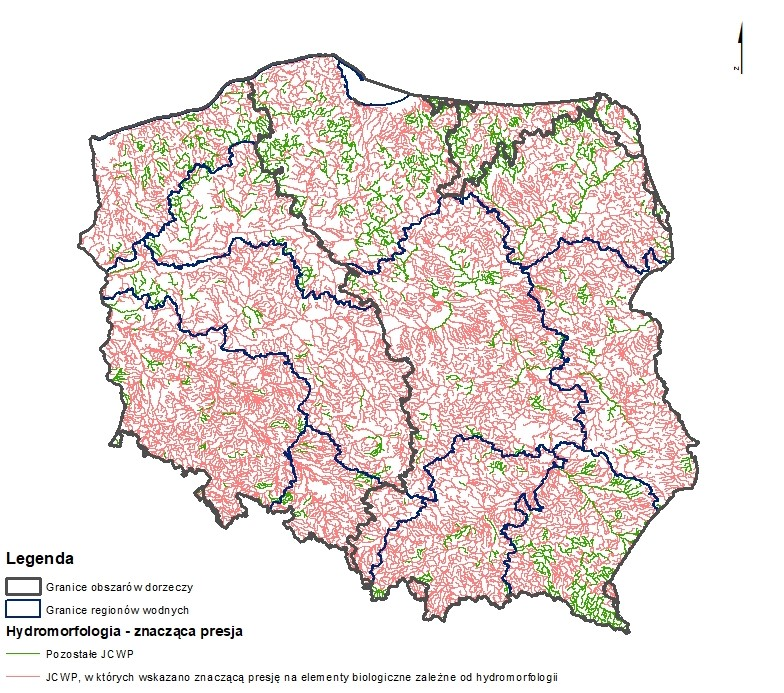 z
Legenda
Granice obszarów dorzeczy
Granice regionów wodnych
Hydromorfologia - znacząca presja
Pozostałe JCWP
JCWP, w których wskazano znaczącą presję na elementy biologiczne zależne od hydromorfologii